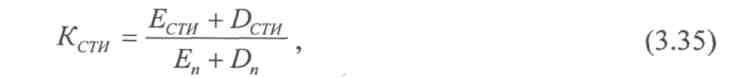 K_{СТИ} = \frac{E_{СТИ} + D_{СТИ}}{E_n + D_n}, (3.35)